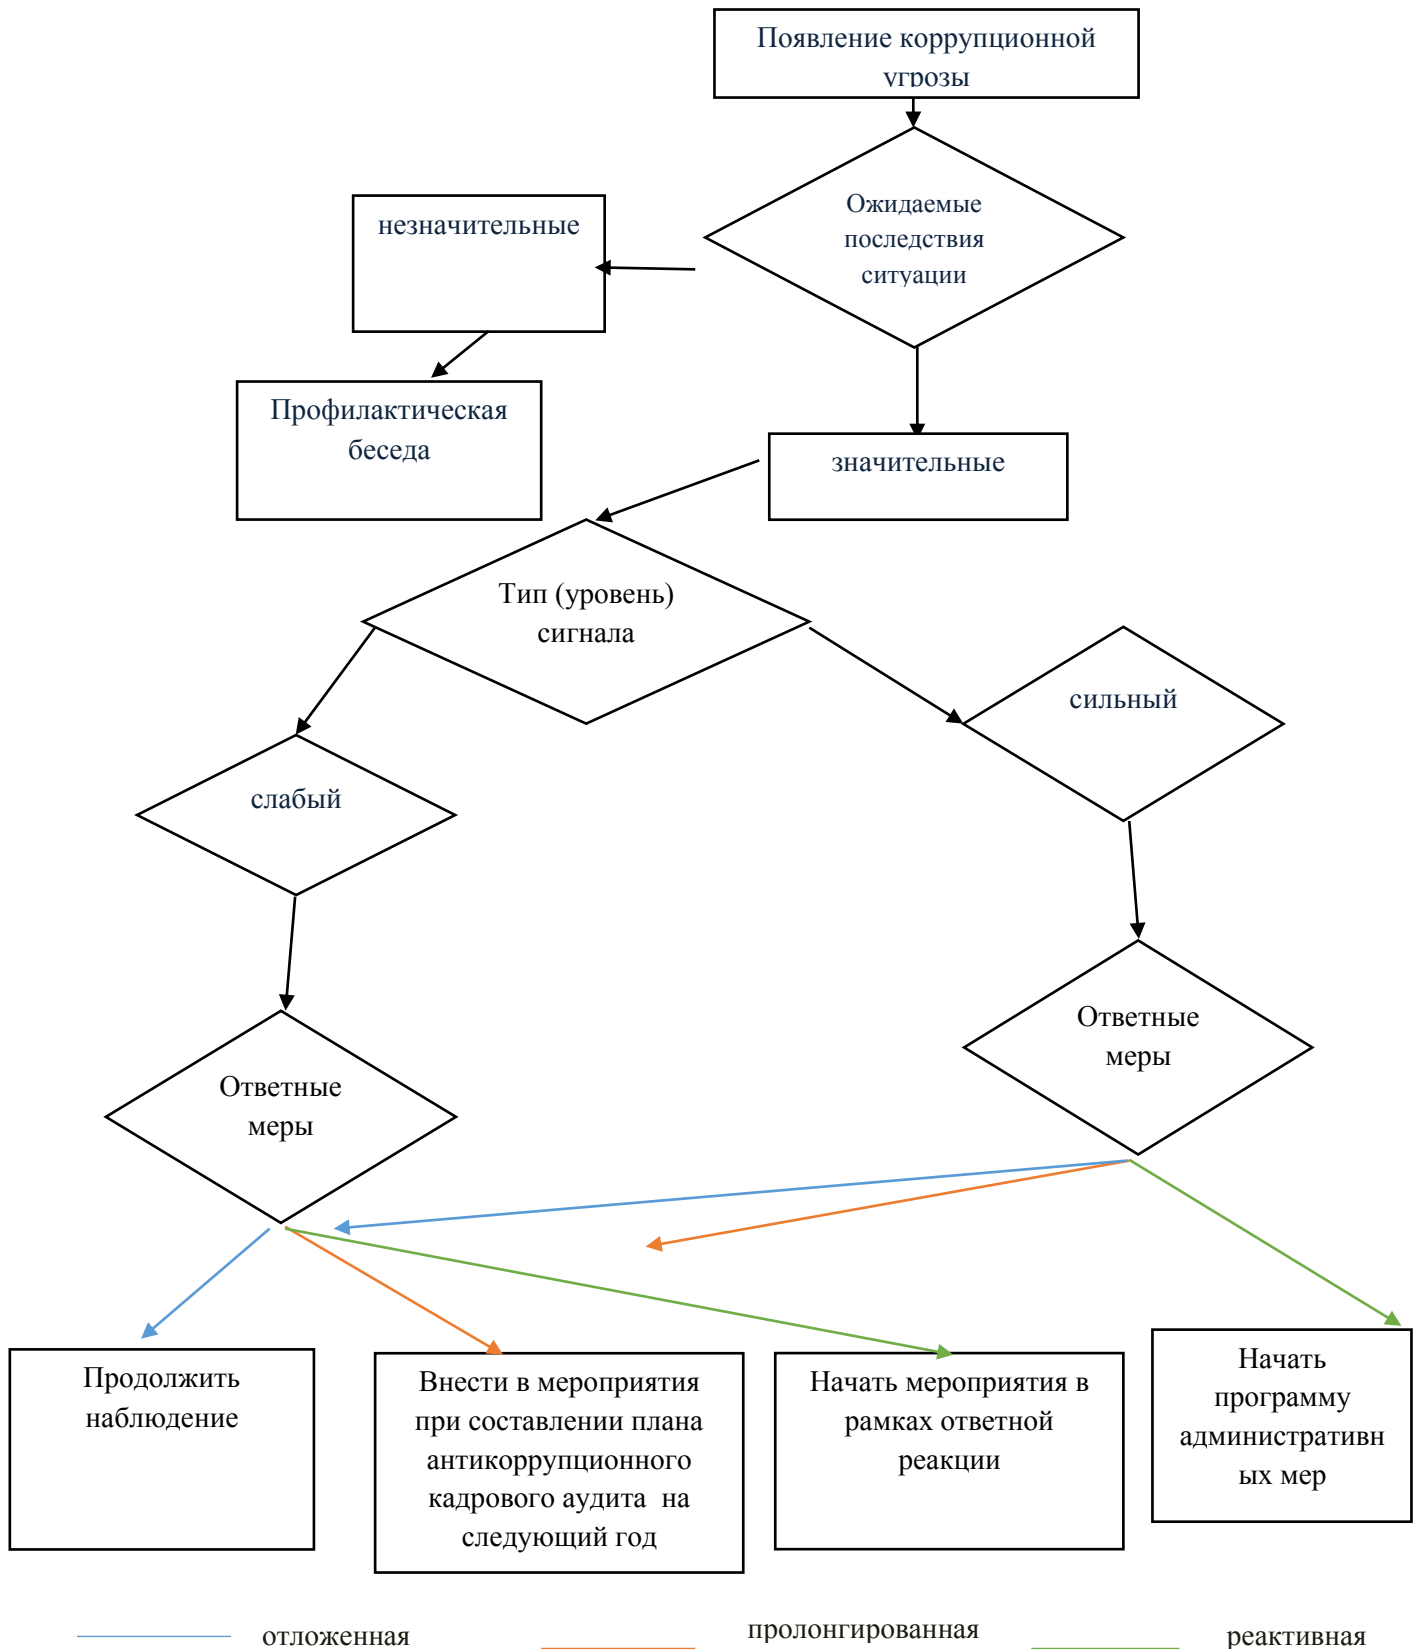 Появление коррупционной
угрозы
Ожидаемые
последствия
ситуации
незначительные
Профилактическая
беседа
значительные
Тип (уровень)
сигнала
сильный
слабый
Ответные
меры
Ответные
меры
Продолжить
наблюдение
Внести в мероприятия
при составлении плана
антикоррупционного
кадрового аудита на
следующий год
Начать мероприятия в
рамках ответной
реакции
Начать
программу
административн
ых мер
отложенная
пролонгированная
реактивная